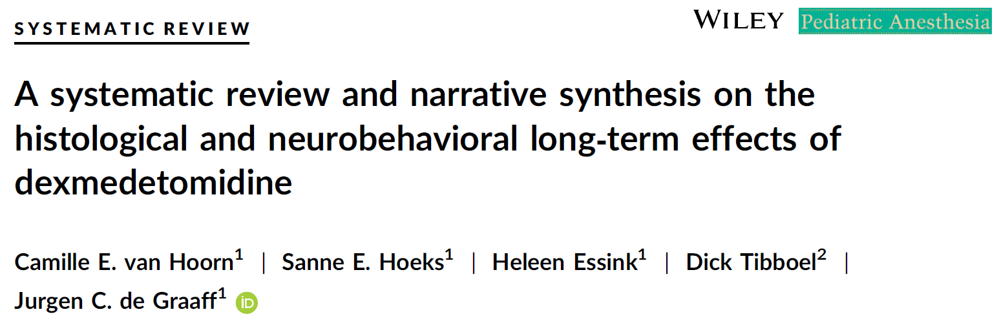 SYSTEMATIC REVIEW
WILEY Pediatric Anesthesia
A systematic review and narrative synthesis on the
histological and neurobehavioral long-term effects of
dexmedetomidine
Camille E. van Hoorn1 | Sanne E. Hoeks1 | Heleen Essink1 | Dick Tibboel2 |
Jurgen C. de Graaff1 iD